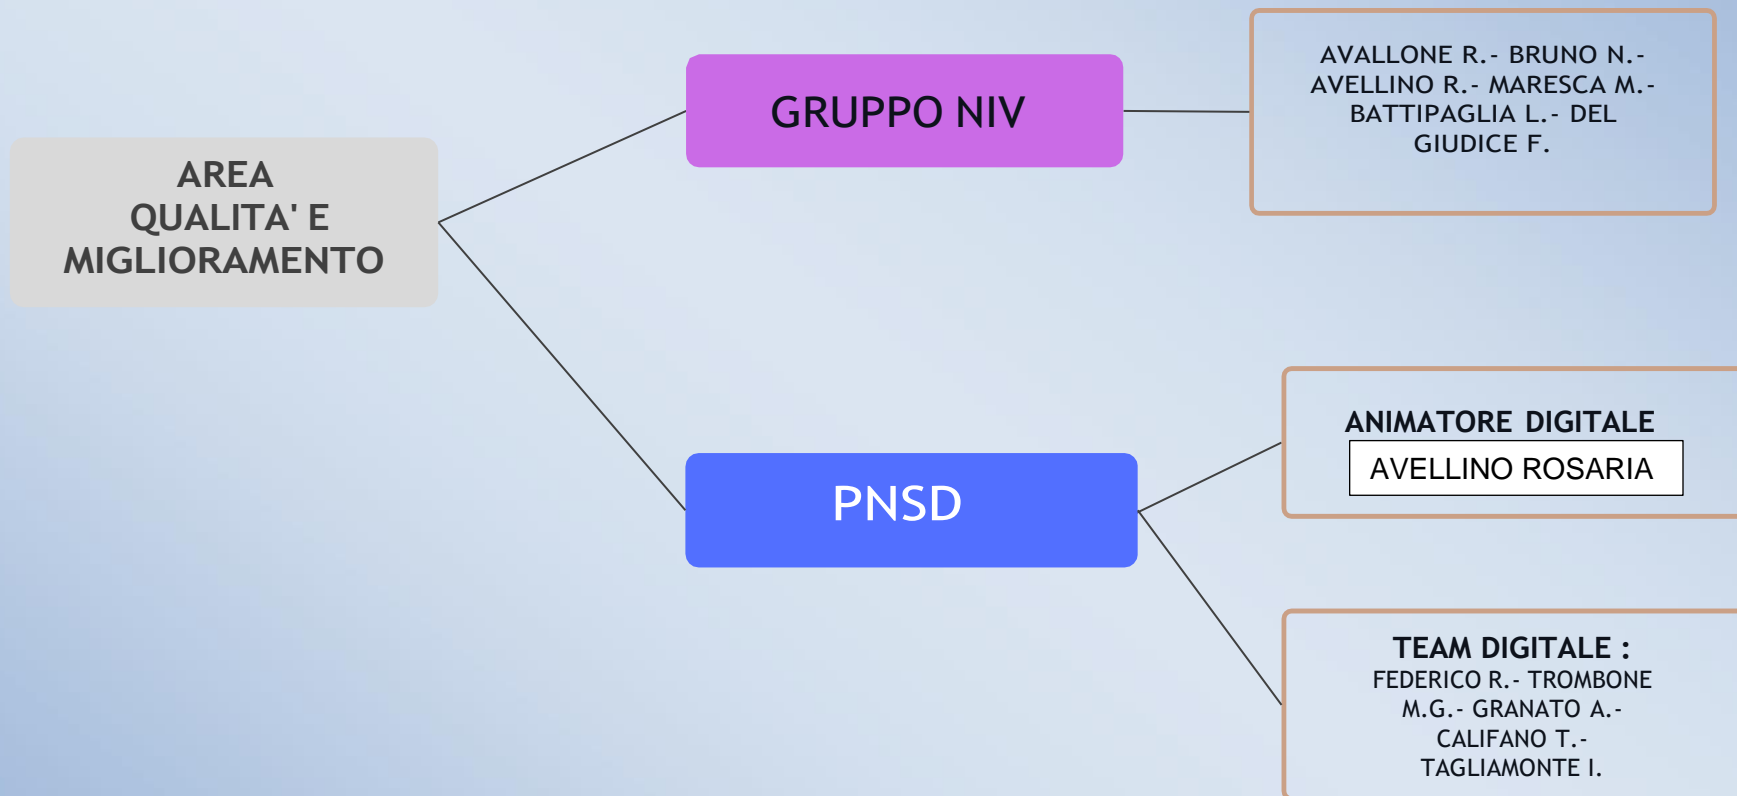 AREA
QUALITA' E
MIGLIORAMENTO
GRUPPO NIV
AVALLONE R.- BRUNO N.-
AVELLINO R.- MARESCA M.-
BATTIPAGLIA L.- DEL
GIUDICE F.
PNSD
ANIMATORE DIGITALE
AVELLINO ROSARIA
TEAM DIGITALE :
FEDERICO R.- TROMBONE
M.G.- GRANATO A.-
CALIFANO T.-
TAGLIAMONTE I.